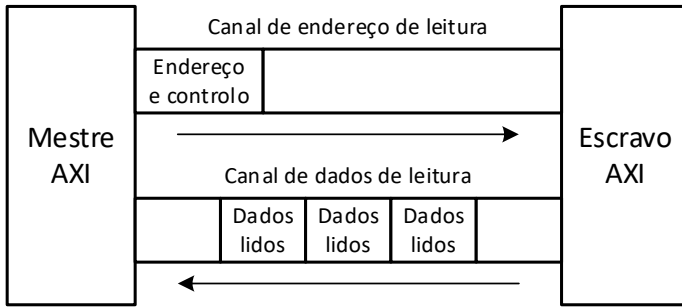 Canal de endereço de leitura
Endereço
e controlo
Mestre
AXI
Escravo
AXI
Canal de dados de leitura
Dados
lidos
Dados
lidos
Dados
lidos